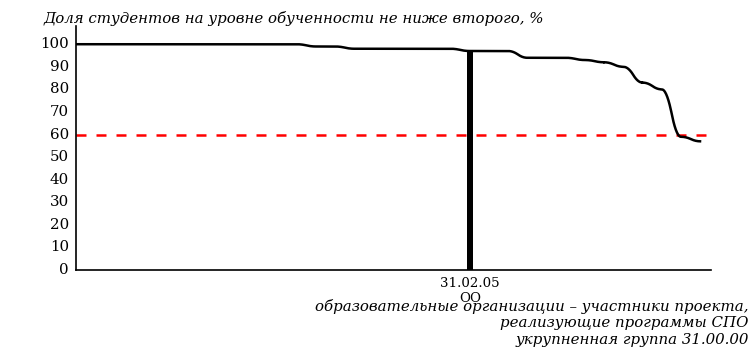 Доля студентов на уровне обученности не ниже второго, %
100
90
80
70
60
50
40
30
20
10
0
31.02.05
ОО
образовательные организации – участники проекта,
реализующие программы СПО
укрупненная группа 31.00.00